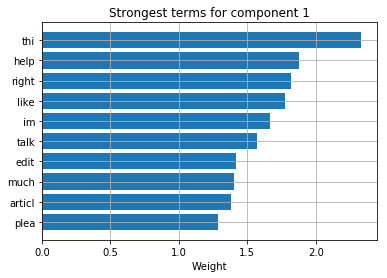 Strongest terms for component 1
thi
help
right
like
im
talk
edit
much
articl
plea
0.0 0.5 1.0 1.5 2.0
Weight